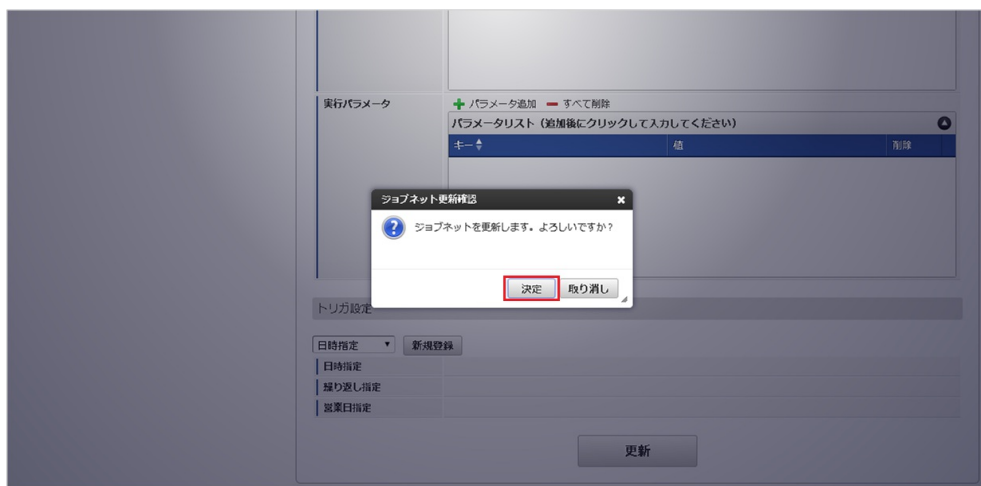 実行パラメータ
パラメータ追加 すべて削除
パラメータリスト（追加後にクリックして入力してください）
キー 値 削除
ジョブネット更新確認
ジョブネットを更新します。よろしいですか？
決定 取り消し
トリガ設定
日時指定 新規登録
日時指定
繰り返し指定
営業日指定
更新